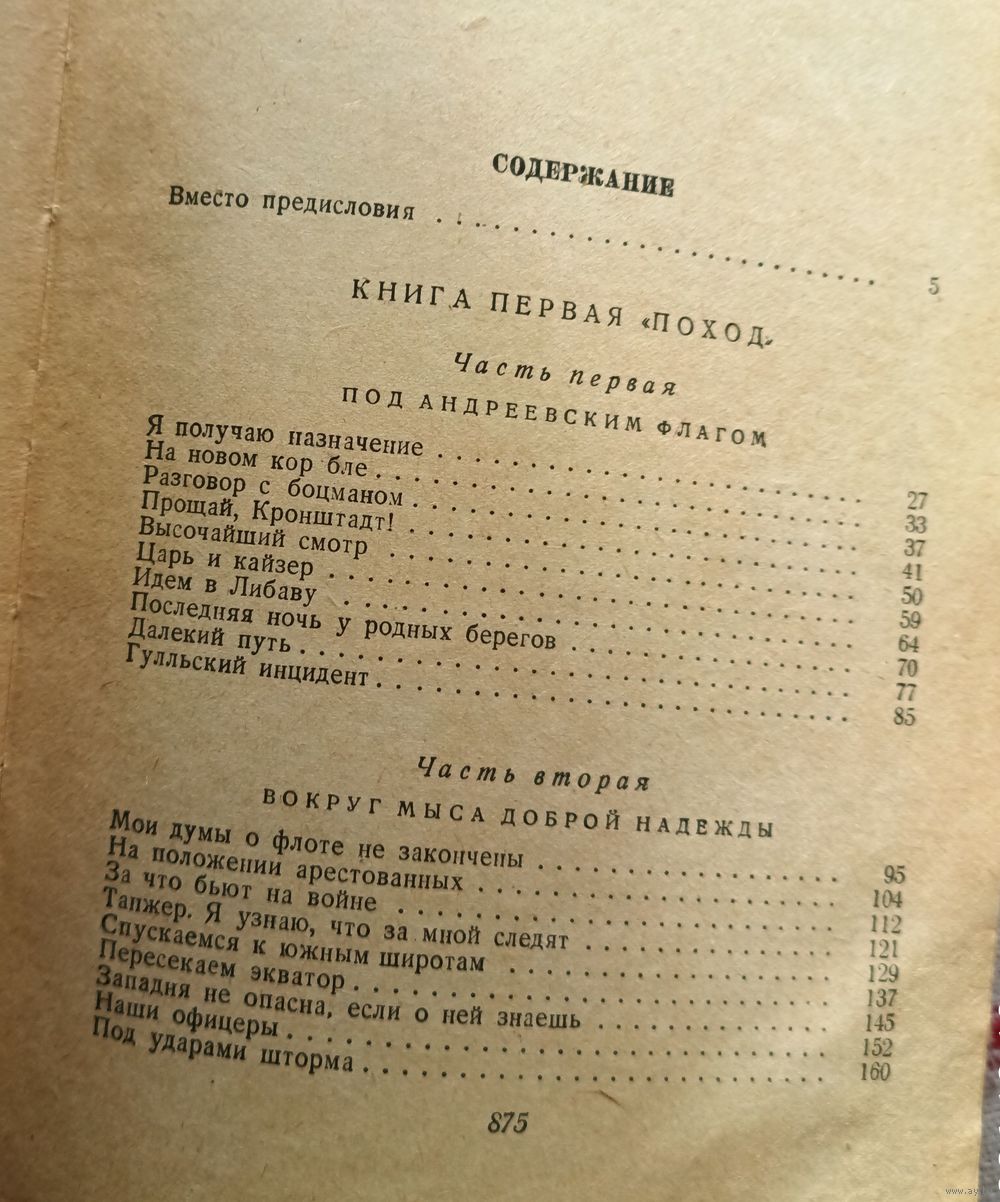 СОДЕРЖАНИЕ
Вместо предисловия . . . . . . . . . . . . . . . . . . . . . . . . . 5
КНИГА ПЕРВАЯ «ПОХОД»
Часть первая
ПОД АНДРЕЕВСКИМ ФЛАГОМ
Я получаю назначение . . . . . . . . . . . . . . . . . . . . 27
На новом кор бле . . . . . . . . . . . . . . . . . . . . 33
Разговор с боцманом . . . . . . . . . . . . . . . . . . . . 37
Прощай, Кронштадт! . . . . . . . . . . . . . . . . . . . . 41
Высочайший смотр . . . . . . . . . . . . . . . . . . . . 50
Царь и кайзер . . . . . . . . . . . . . . . . . . . . 59
Идем в Либаву . . . . . . . . . . . . . . . . . . . . 64
Последняя ночь у родных берегов . . . . . . . . . . . . . . 70
Далекий путь . . . . . . . . . . . . . . . . . . . . 77
Гулльский инцидент . . . . . . . . . . . . . . . . . . . . 85
Часть вторая
ВОКРУГ МЫСА ДОБРОЙ НАДЕЖДЫ
Мои думы о флоте не закончены . . . . . . . . . . . . . . . . 95
На положении арестованных . . . . . . . . . . . . . . . . . . 104
За что бьют на войне . . . . . . . . . . . . . . . . . . . . 112
Танжер. Я узнаю, что за мной следят . . . . . . . . . . . . . 121
Спускаемся к южным широтам . . . . . . . . . . . . . . . . . 129
Пересекаем экватор . . . . . . . . . . . . . . . . . . . . 137
Западня не опасна, если о ней знаешь . . . . . . . . . . . . 145
Наши офицеры . . . . . . . . . . . . . . . . . . . . 152
Под ударами шторма . . . . . . . . . . . . . . . . . . . . 160
875